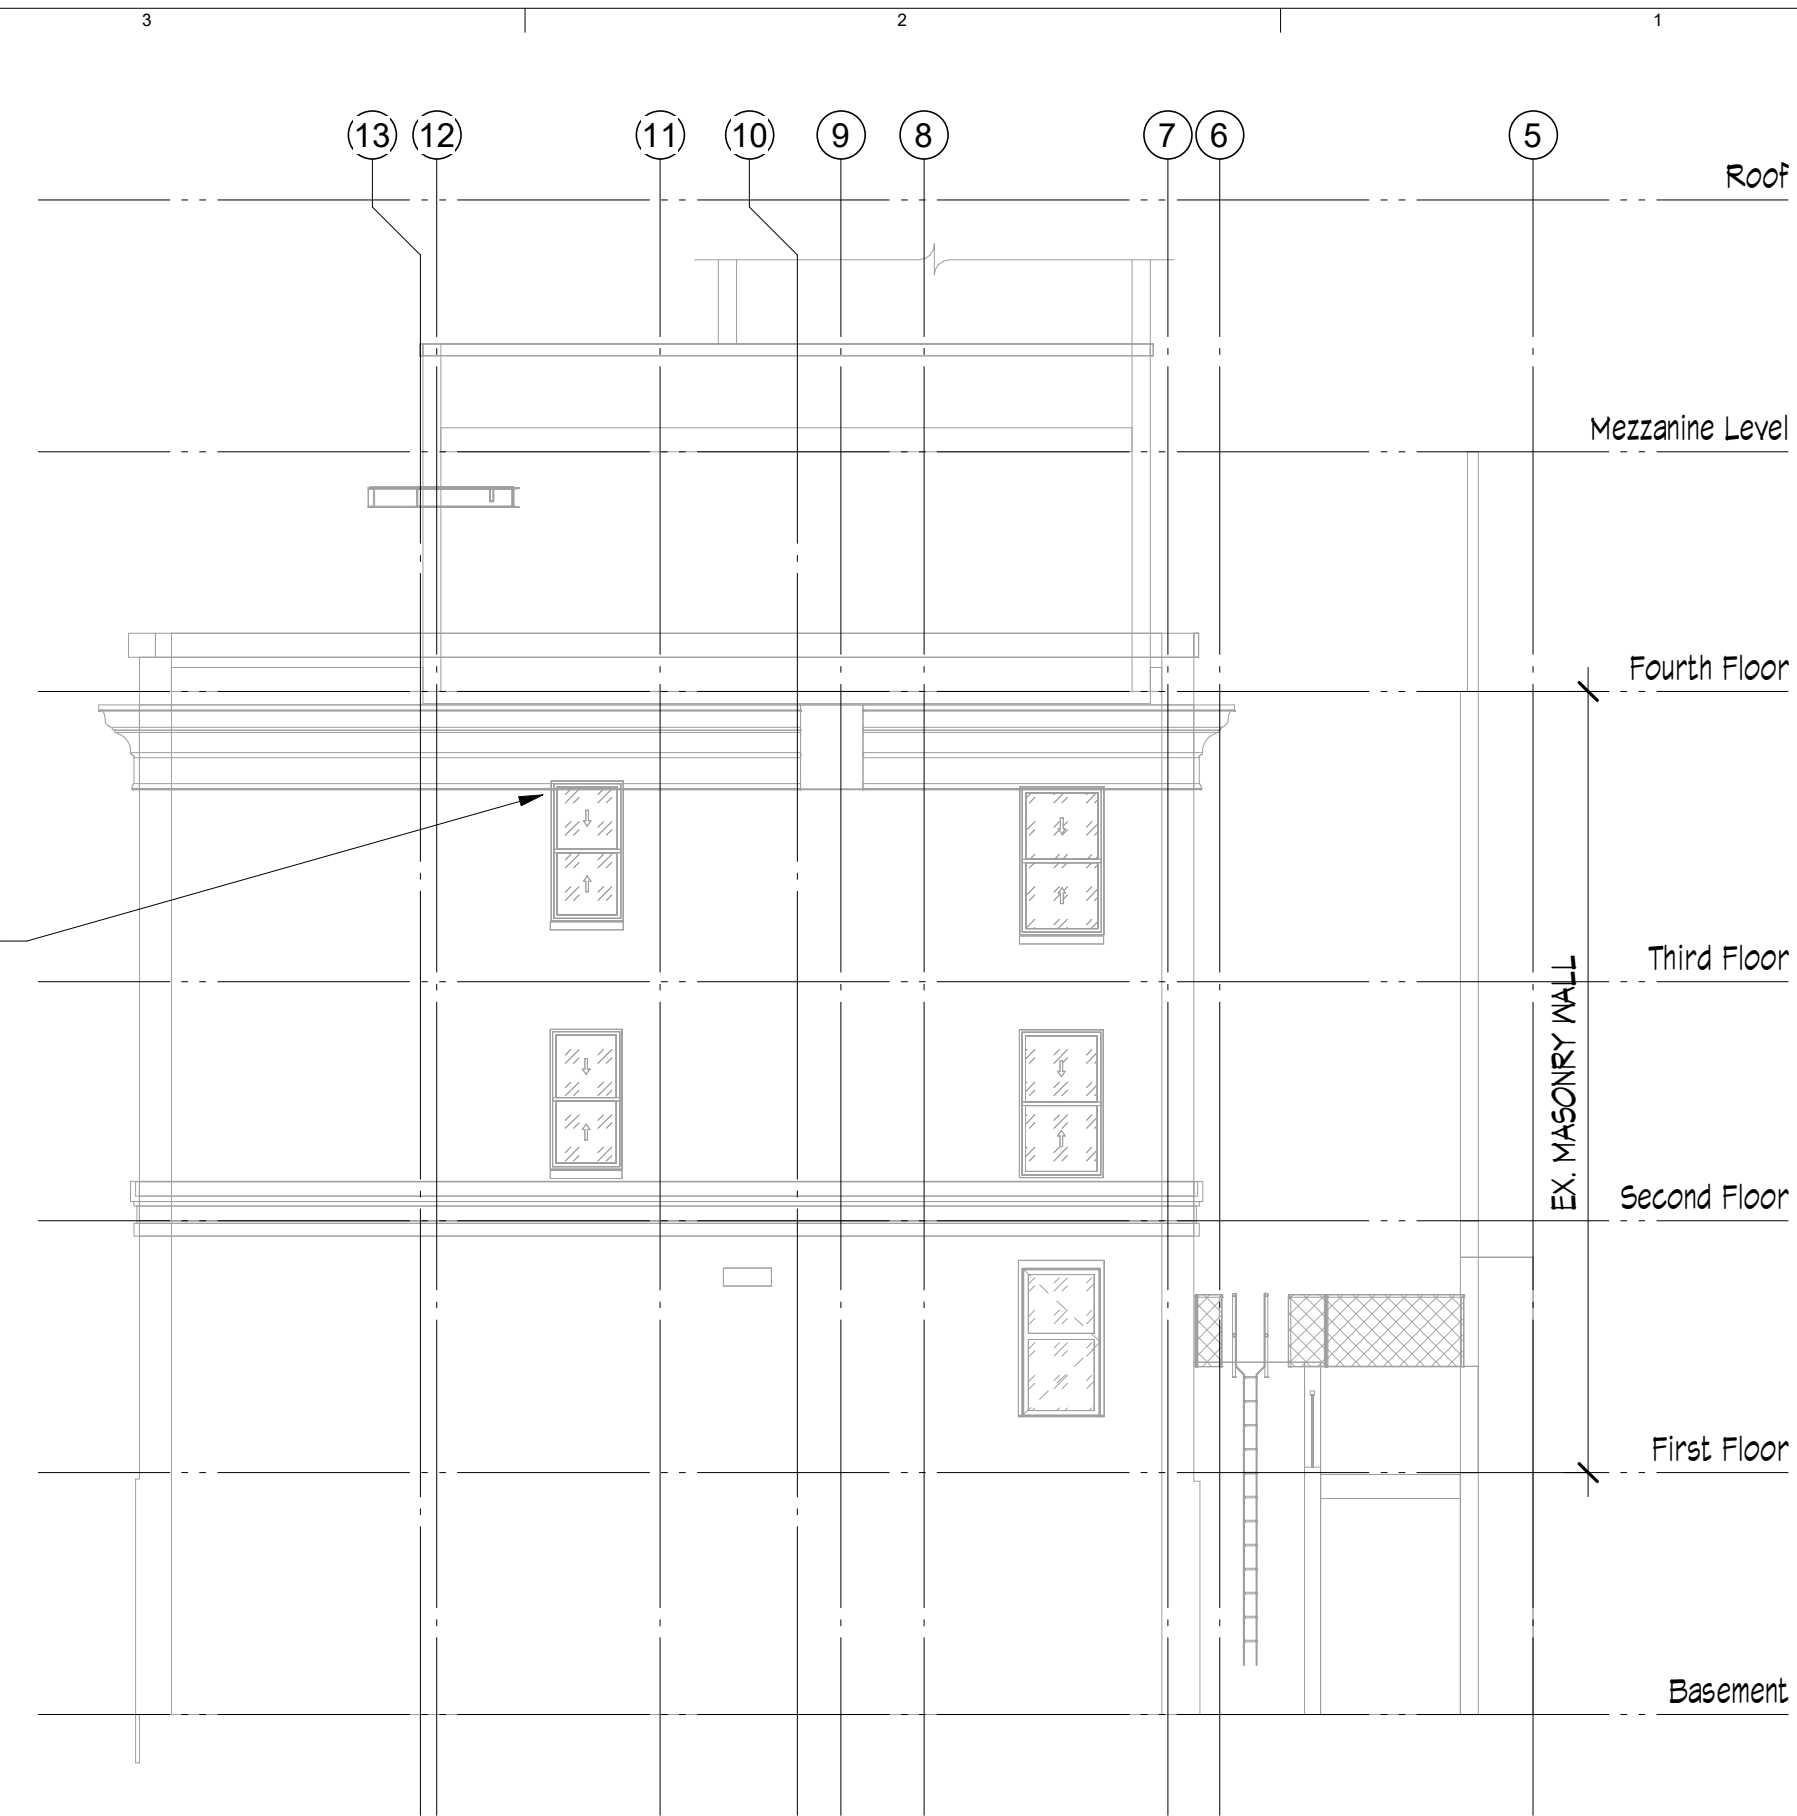 3 2 1
13 12 11 10 9 8 7 6 5
Roof
Mezzanine Level
Fourth Floor
Third Floor
EX. MASONRY WALL
Second Floor
First Floor
Basement